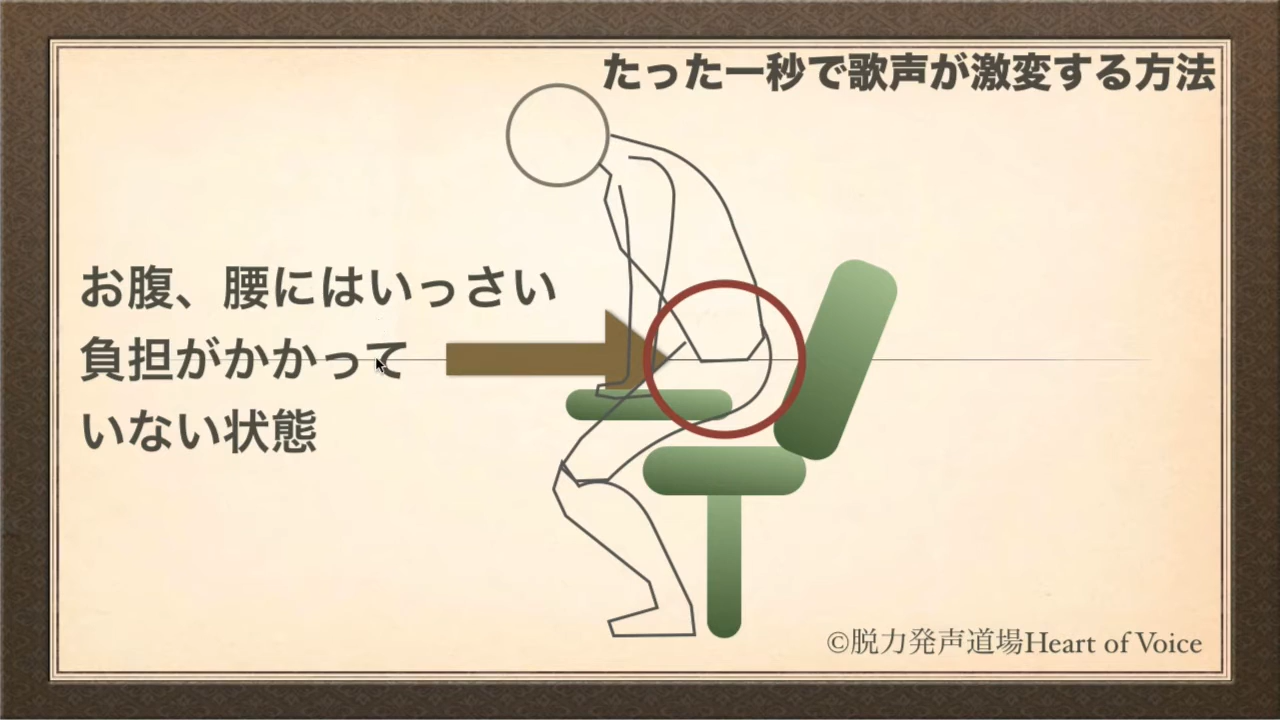 たった一秒で歌声が激変する方法
お腹、腰にはいっさい
負担がかかって
いない状態
©脱力発声道場Heart of Voice